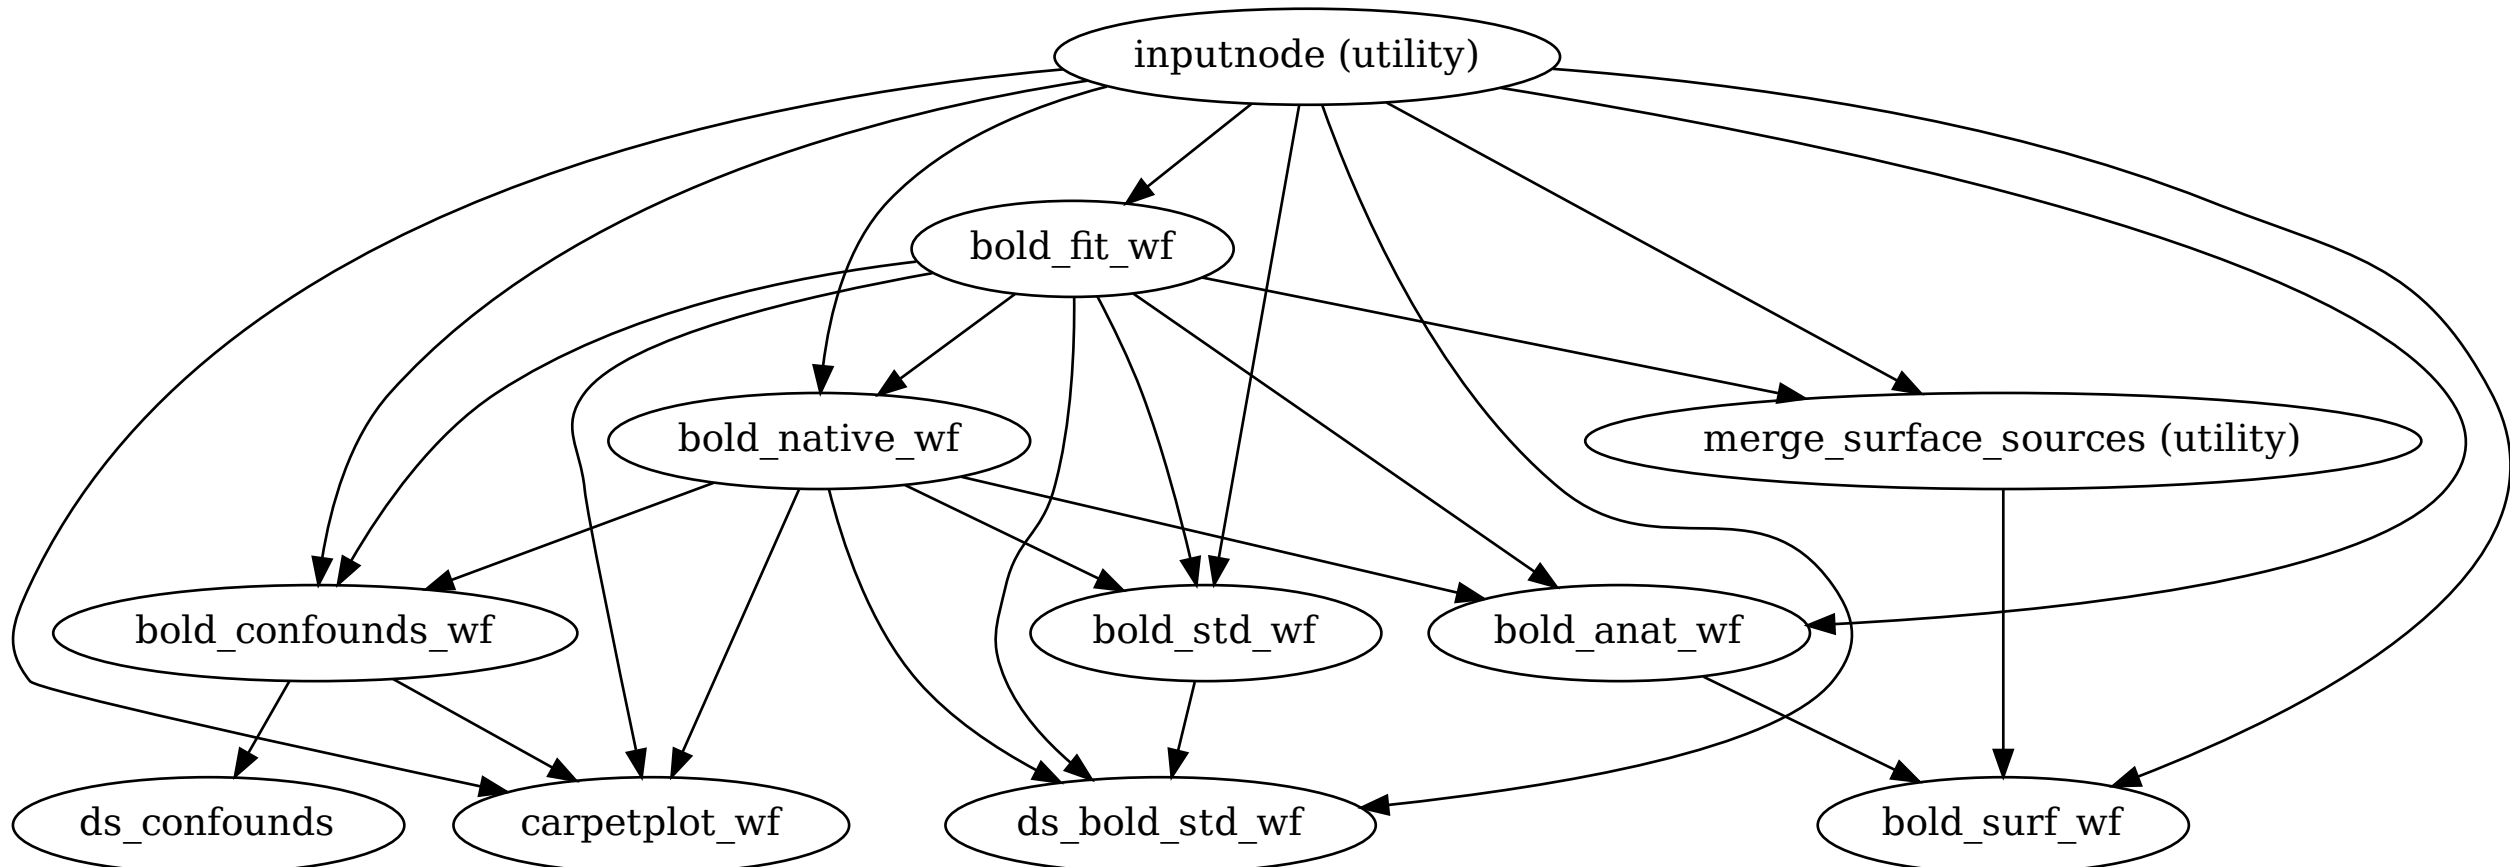 inputnode (utility)
bold_fit_wf
bold_native_wf
merge_surface_sources (utility)
bold_confounds_wf
bold_std_wf
bold_anat_wf
ds_confounds
carpetplot_wf
ds_bold_std_wf
bold_surf_wf